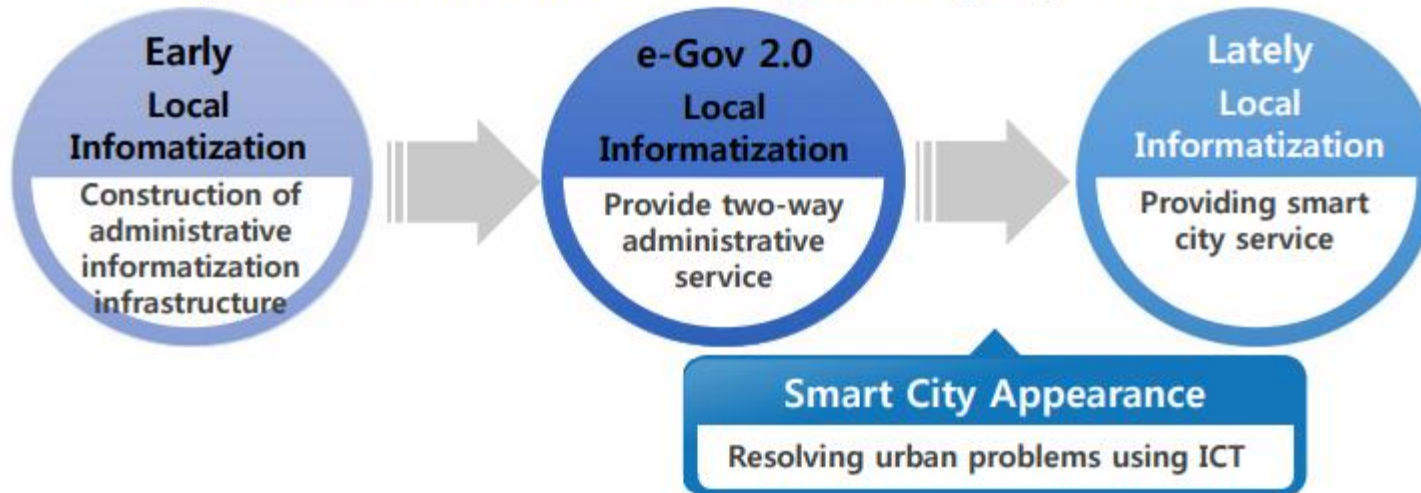 Early
Local
Infomatization
Construction of
administrative
informatization
infrastructure
e-Gov 2.0
Local
Informatization
Provide two-way
administrative
service
Lately
Local
Informatization
Providing smart
city service
Smart City Appearance
Resolving urban problems using ICT